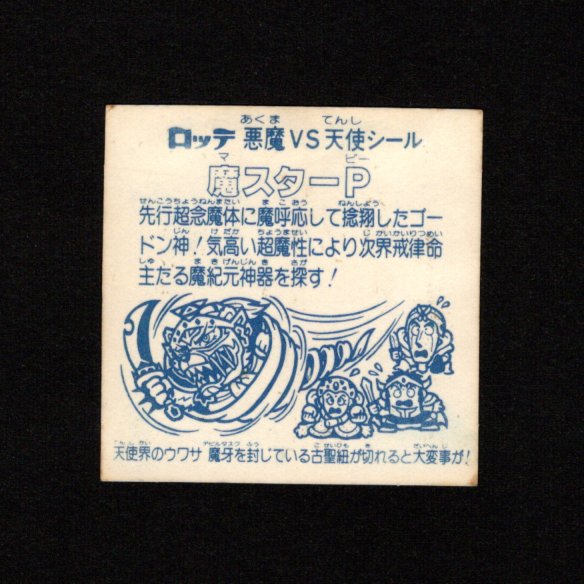 あくま てんし
ロッテ 悪魔VS天使シール
マ ピー
魔スターP
せんこうちょうねんまたい まこおう ねんしょう
先行超念魔体に魔呼応して捻翔したゴー
じん けだか ちょうませい じかいかいりつめい
ドン神!気高い超魔性により次界戒律命
しゅ まきげんじんき さが
主たる魔紀元神器を探す!
てんしかい デビルタスク ふう こせいひも き だいへんじ
天使界のウワサ 魔牙を封じている古聖紐が切れると大変事が!